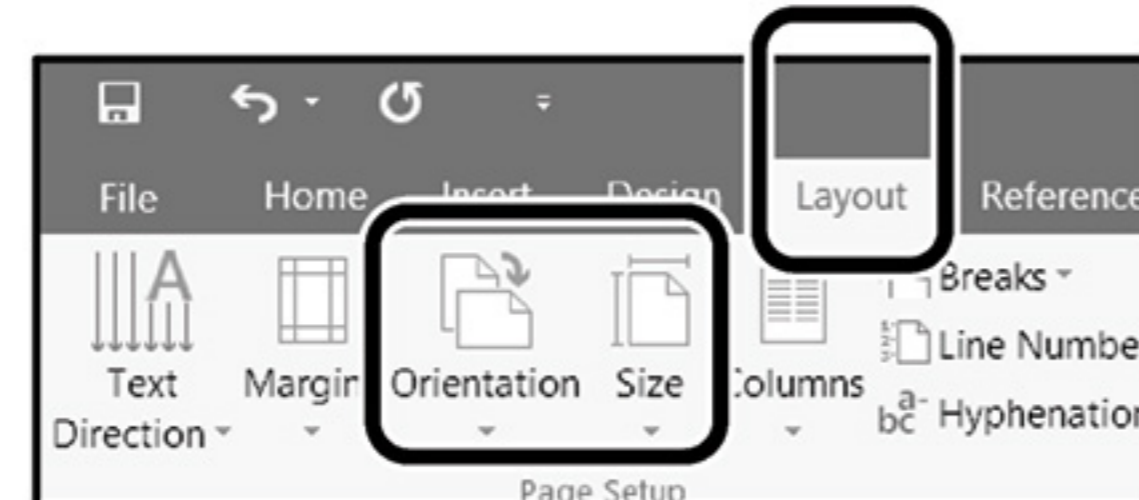 File Home Insert Design Layout Reference
Text Direction Margin Orientation Size Columns
Breaks
Line Numbe
Hyphenation
Page Setup